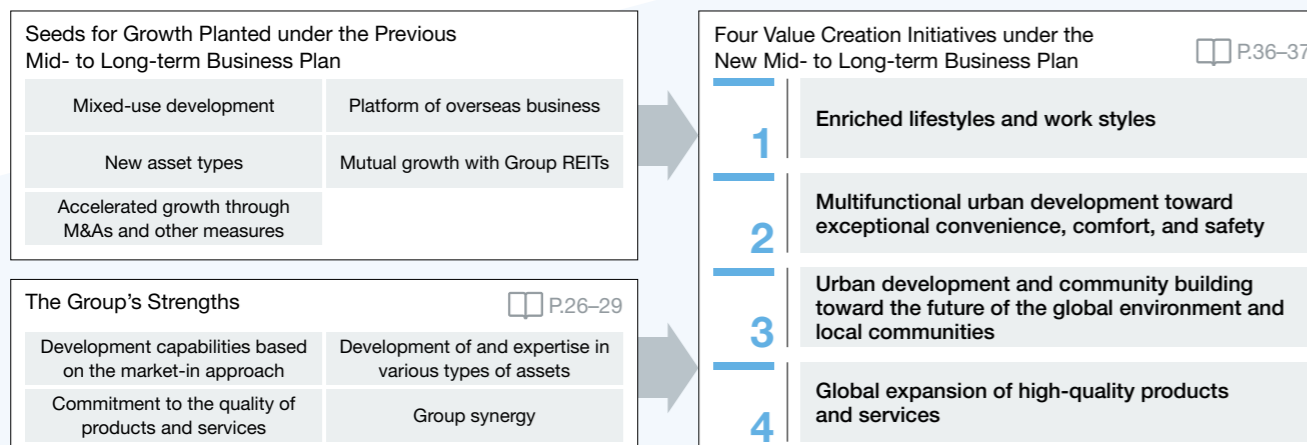 Seeds for Growth Planted under the Previous
Mid- to Long-term Business Plan
Mixed-use development
Platform of overseas business
New asset types
Mutual growth with Group REITs
Accelerated growth through
M&As and other measures
The Group's Strengths
P.26–29
Development capabilities based
on the market-in approach
Development of and expertise in
various types of assets
Commitment to the quality of
products and services
Group synergy
Four Value Creation Initiatives under the
New Mid- to Long-term Business Plan
P.36–37
1
Enriched lifestyles and work styles
2
Multifunctional urban development toward
exceptional convenience, comfort, and safety
3
Urban development and community building
toward the future of the global environment and
local communities
4
Global expansion of high-quality products
and services